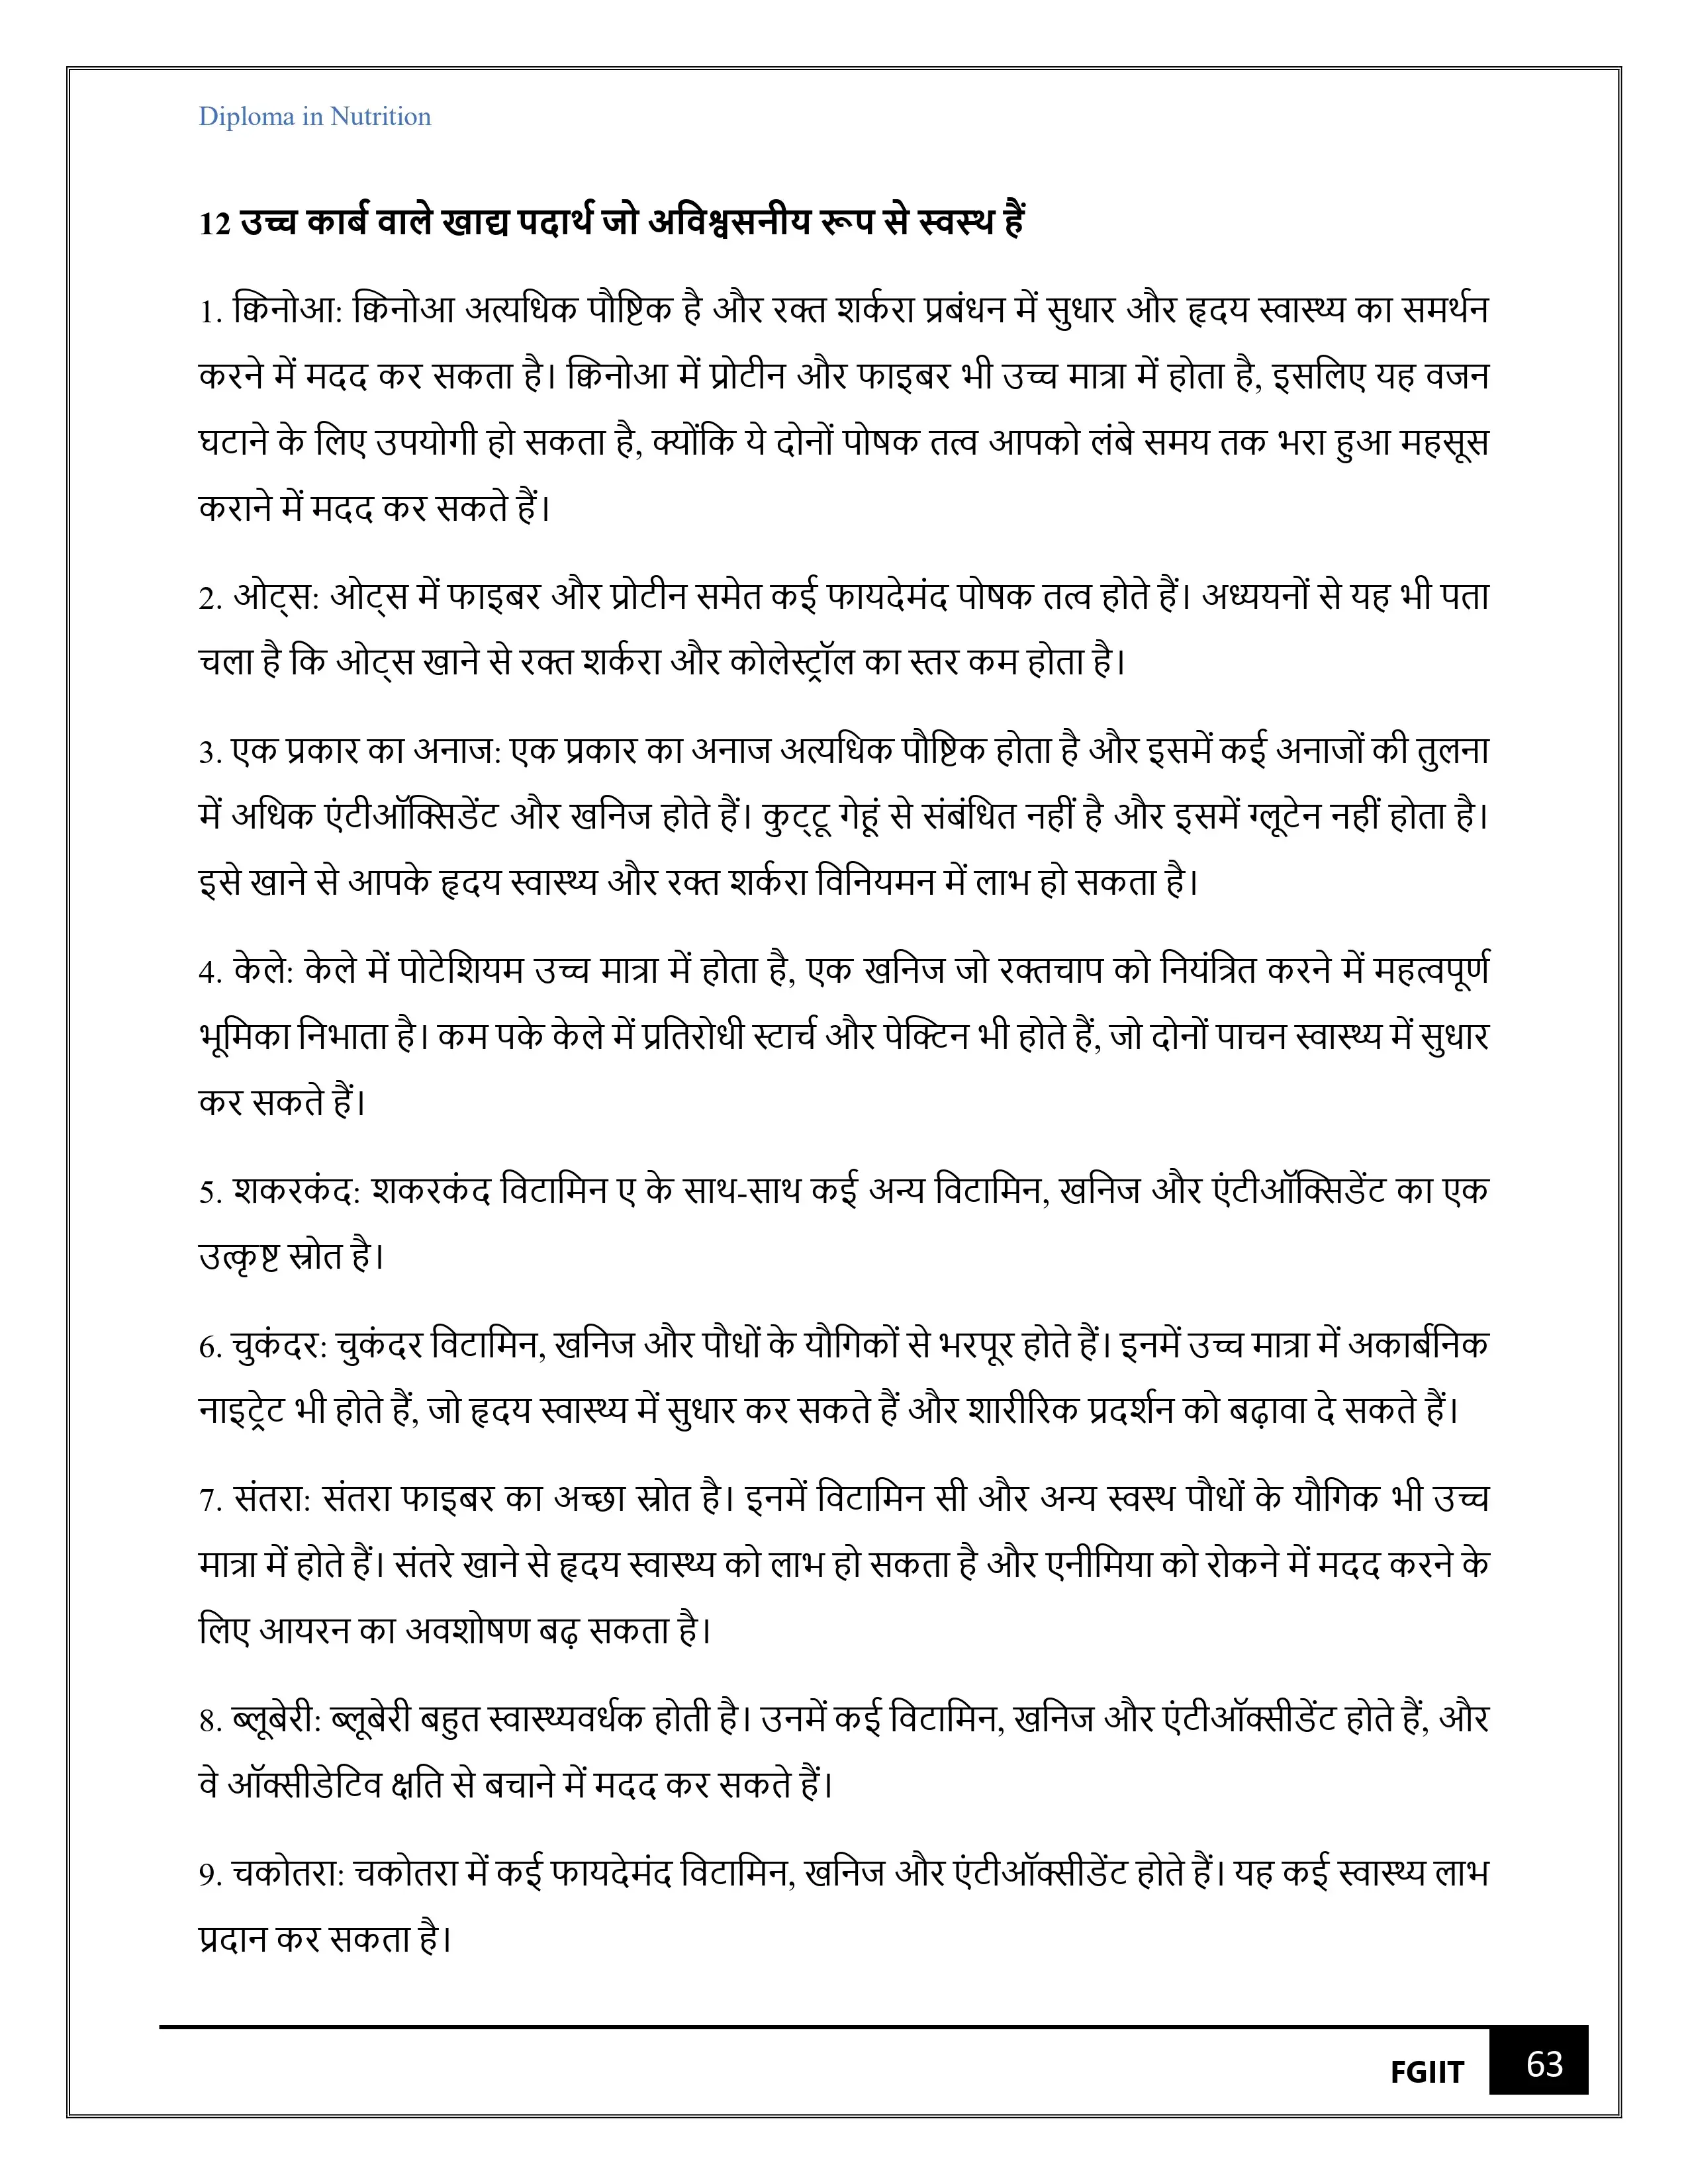 Diploma in Nutrition
12 उच्च कार्ब वाले खाद्य पदार्थ जो अविश्वसनीय रूप से स्वस्थ हैं
1. क्विनोआ: क्विनोआ अत्यधिक पौष्टिक है और रक्त शर्करा प्रबंधन में सुधार और हृदय स्वास्थ्य का समर्थन
करने में मदद कर सकता है। क्विनोआ में प्रोटीन और फाइबर भी उच्च मात्रा में होता है, इसलिए यह वजन
घटाने के लिए उपयोगी हो सकता है, क्योंकि ये दोनों पोषक तत्व आपको लंबे समय तक भरा हुआ महसूस
कराने में मदद कर सकते हैं।
2. ओट्स: ओट्स में फाइबर और प्रोटीन समेत कई फायदेमंद पोषक तत्व होते हैं। अध्ययनों से यह भी पता
चला है कि ओट्स खाने से रक्त शर्करा और कोलेस्ट्रॉल का स्तर कम होता है।
3. एक प्रकार का अनाज: एक प्रकार का अनाज अत्यधिक पौष्टिक होता है और इसमें कई अनाजों की तुलना
में अधिक एंटीऑक्सिडेंट और खनिज होते हैं। कुट्टू गेहूं से संबंधित नहीं है और इसमें ग्लूटेन नहीं होता है।
इसे खाने से आपके हृदय स्वास्थ्य और रक्त शर्करा विनियमन में लाभ हो सकता है।
4. केले: केले में पोटेशियम उच्च मात्रा में होता है, एक खनिज जो रक्तचाप को नियंत्रित करने में महत्वपूर्ण
भूमिका निभाता है। कम पके केले में प्रतिरोधी स्टार्च और पेक्टिन भी होते हैं, जो दोनों पाचन स्वास्थ्य में सुधार
कर सकते हैं।
5. शकरकंद: शकरकंद विटामिन ए के साथ-साथ कई अन्य विटामिन, खनिज और एंटीऑक्सिडेंट का एक
उत्कृष्ट स्रोत है।
6. चुकंदर: चुकंदर विटामिन, खनिज और पौधों के यौगिकों से भरपूर होते हैं। इनमें उच्च मात्रा में अकार्बनिक
नाइट्रेट भी होते हैं, जो हृदय स्वास्थ्य में सुधार कर सकते हैं और शारीरिक प्रदर्शन को बढ़ावा दे सकते हैं।
7. संतरा: संतरा फाइबर का अच्छा स्रोत है। इनमें विटामिन सी और अन्य स्वस्थ पौधों के यौगिक भी उच्च
मात्रा में होते हैं। संतरे खाने से हृदय स्वास्थ्य को लाभ हो सकता है और एनीमिया को रोकने में मदद करने के
लिए आयरन का अवशोषण बढ़ सकता है।
8. ब्लूबेरी: ब्लूबेरी बहुत स्वास्थ्यवर्धक होती है। उनमें कई विटामिन, खनिज और एंटीऑक्सीडेंट होते हैं, और
वे ऑक्सीडेटिव क्षति से बचाने में मदद कर सकते हैं।
9. चकोतरा: चकोतरा में कई फायदेमंद विटामिन, खनिज और एंटीऑक्सीडेंट होते हैं। यह कई स्वास्थ्य लाभ
प्रदान कर सकता है।
FGIIT 63